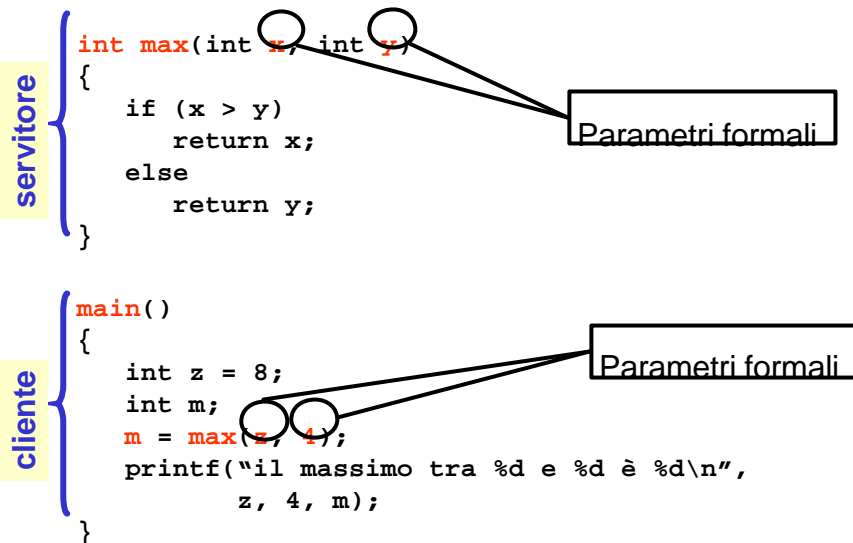 servitore
int max(int x, int y)
{
if (x > y)
return x;
else
return y;
}
Parametri formali
cliente
main()
{
int z = 8;
int m;
m = max(z, 4);
printf(“il massimo tra %d e %d è %d\n”,
z, 4, m);
}
Parametri formali